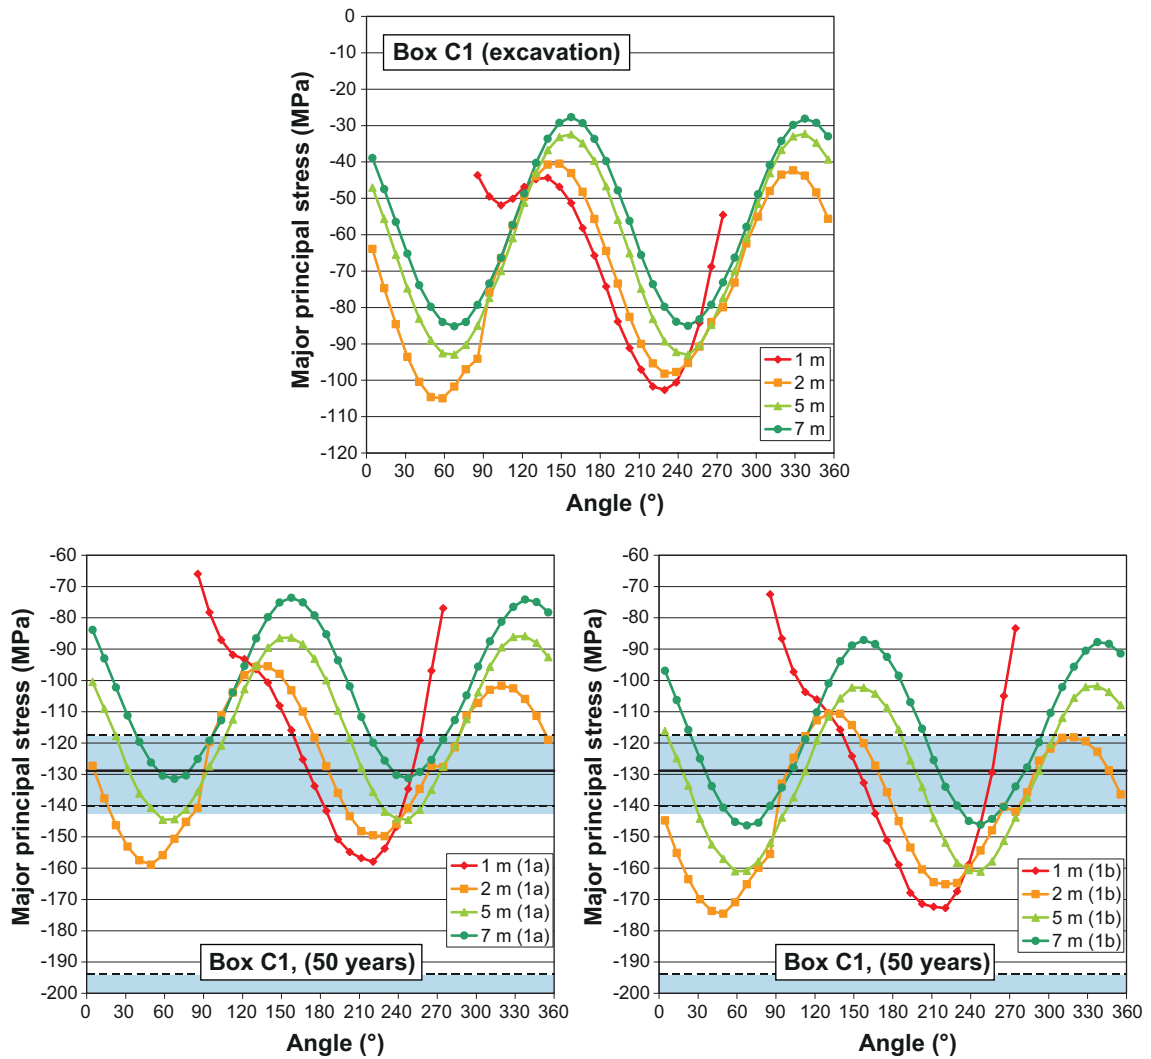 Box C1 (excavation)
Major principal stress (MPa)
0
-10
-20
-30
-40
-50
-60
-70
-80
-90
-100
-110
-120
0 30 60 90 120 150 180 210 240 270 300 330 360
Angle (°)
1 m
2 m
5 m
7 m
Major principal stress (MPa)
-60
-70
-80
-90
-100
-110
-120
-130
-140
-150
-160
-170
-180
-190
-200
0 30 60 90 120 150 180 210 240 270 300 330 360
Angle (°)
1 m (1a)
2 m (1a)
5 m (1a)
7 m (1a)
Box C1, (50 years)
Major principal stress (MPa)
-60
-70
-80
-90
-100
-110
-120
-130
-140
-150
-160
-170
-180
-190
-200
0 30 60 90 120 150 180 210 240 270 300 330 360
Angle (°)
1 m (1b)
2 m (1b)
5 m (1b)
7 m (1b)
Box C1, (50 years)